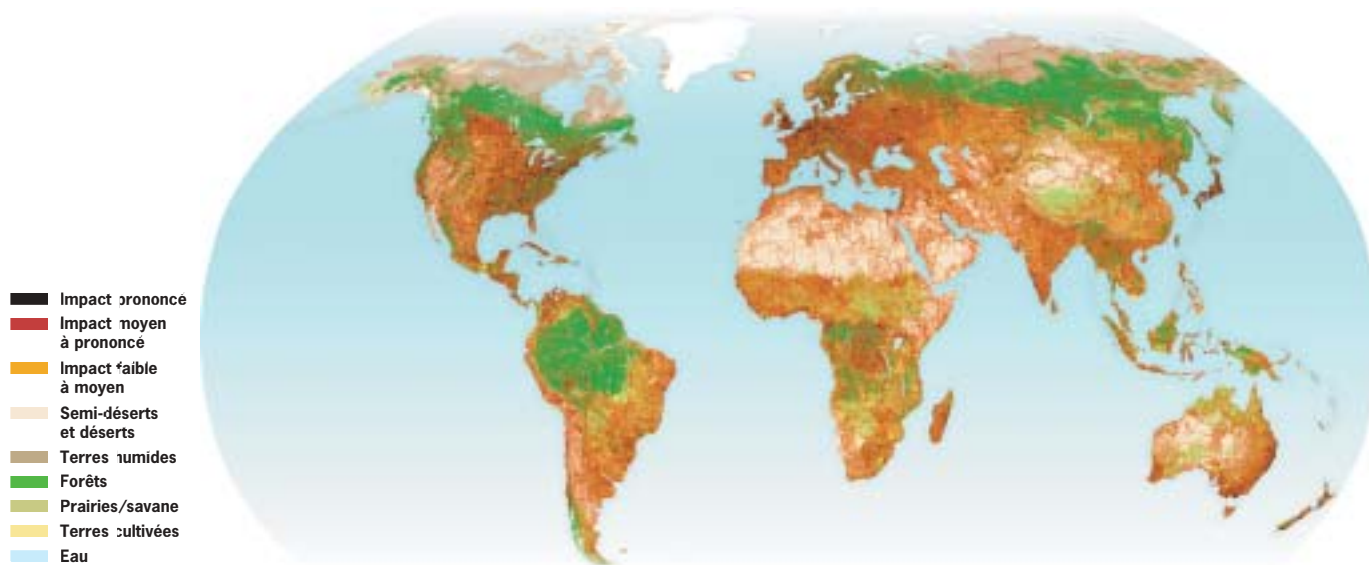 Impact prononcé
Impact moyen
à prononcé
Impact faible
à moyen
Semi-déserts
et déserts
Terres humides
Forêts
Prairies/savane
Terres cultivées
Eau